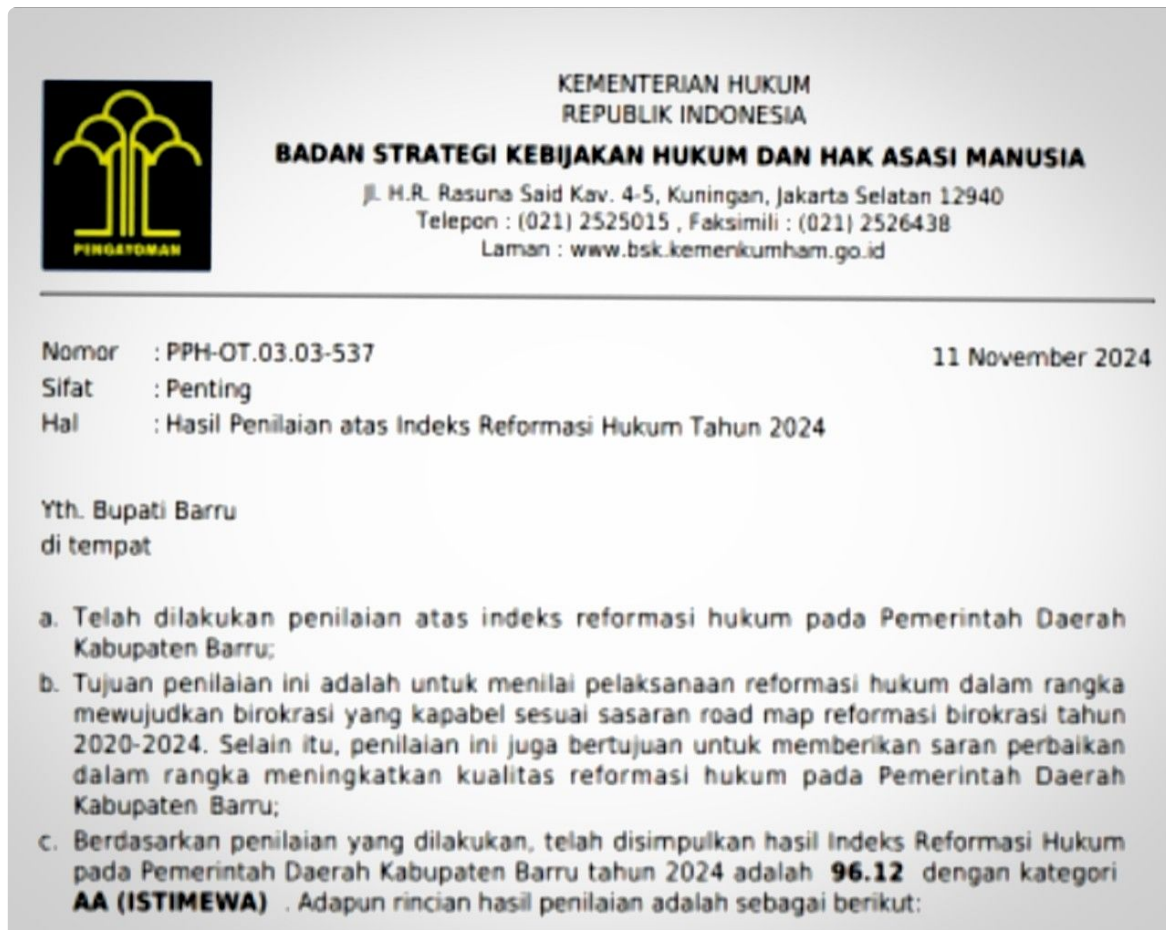 PENGAYOMAN
KEMENTERIAN HUKUM
REPUBLIK INDONESIA
BADAN STRATEGI KEBIJAKAN HUKUM DAN HAK ASASI MANUSIA
Jl. H.R. Rasuna Said Kav. 4-5, Kuningan, Jakarta Selatan 12940
Telepon : (021) 2525015 , Faksimili : (021) 2526438
Laman : www.bsk.kemenkumham.go.id
Nomor : PPH-OT.03.03-537 11 November 2024
Sifat : Penting
Hal : Hasil Penilaian atas Indeks Reformasi Hukum Tahun 2024
Yth. Bupati Barru
di tempat
a. Telah dilakukan penilaian atas indeks reformasi hukum pada Pemerintah Daerah
Kabupaten Barru;
b. Tujuan penilaian ini adalah untuk menilai pelaksanaan reformasi hukum dalam rangka
mewujudkan birokrasi yang kapabel sesuai sasaran road map reformasi birokrasi tahun
2020-2024. Selain itu, penilaian ini juga bertujuan untuk memberikan saran perbaikan
dalam rangka meningkatkan kualitas reformasi hukum pada Pemerintah Daerah
Kabupaten Barru;
c. Berdasarkan penilaian yang dilakukan, telah disimpulkan hasil Indeks Reformasi Hukum
pada Pemerintah Daerah Kabupaten Barru tahun 2024 adalah 96.12 dengan kategori
AA (ISTIMEWA) . Adapun rincian hasil penilaian adalah sebagai berikut: